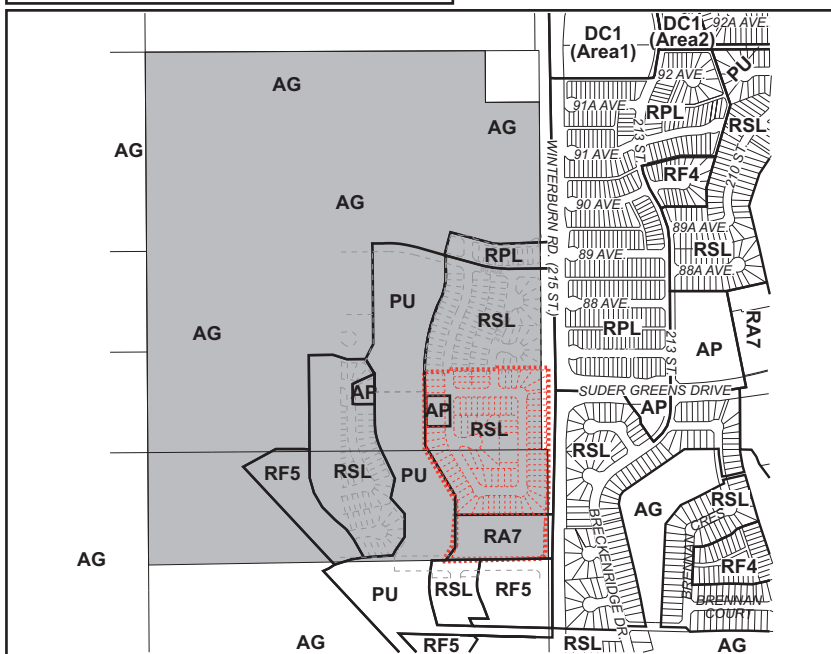 DC1
(Area1)
DC1
(Area2)
92A AVE.
92 AVE.
PU
AG
91A AVE.
RPL
213 ST.
RSL
AG
AG
WINTERBURN RD. (215 ST.)
91 AVE.
210 ST.
RF4
AG
90 AVE.
89A AVE.
RSL
88A AVE.
RPL
89 AVE.
PU
88 AVE.
RSL
RPL
RA7
AG
213 ST.
AP
AP
SUDER GREENS DRIVE
AP
AP
RSL
RSL
RF5
RSL
PU
RSL
AG
BRECKENRIDGE DR.
BRENNAN CRES.
RA7
AG
RF4
PU
RSL
RF5
BRENNAN
COURT
AG
RF5
RSL
AG